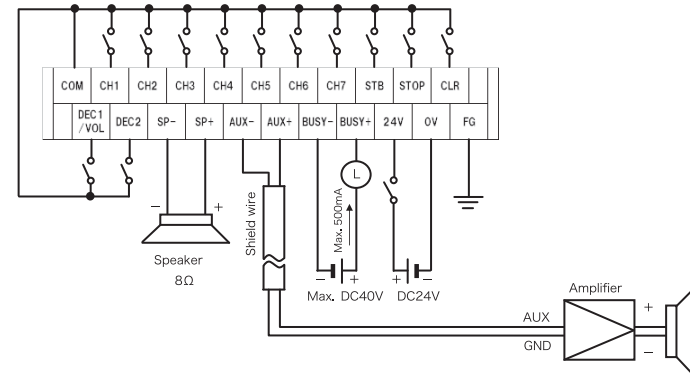 COM CH1 CH2 CH3 CH4 CH5 CH6 CH7 STB STOP CLR
DEC1
/VOL DEC2 SP- SP+ AUX- AUX+ BUSY- BUSY+ 24V 0V FG
L
Max. 500mA
Shield wire
− +
Speaker
8Ω
− +
Max. DC40V
+ −
DC24V
Amplifier
AUX
GND
+
−